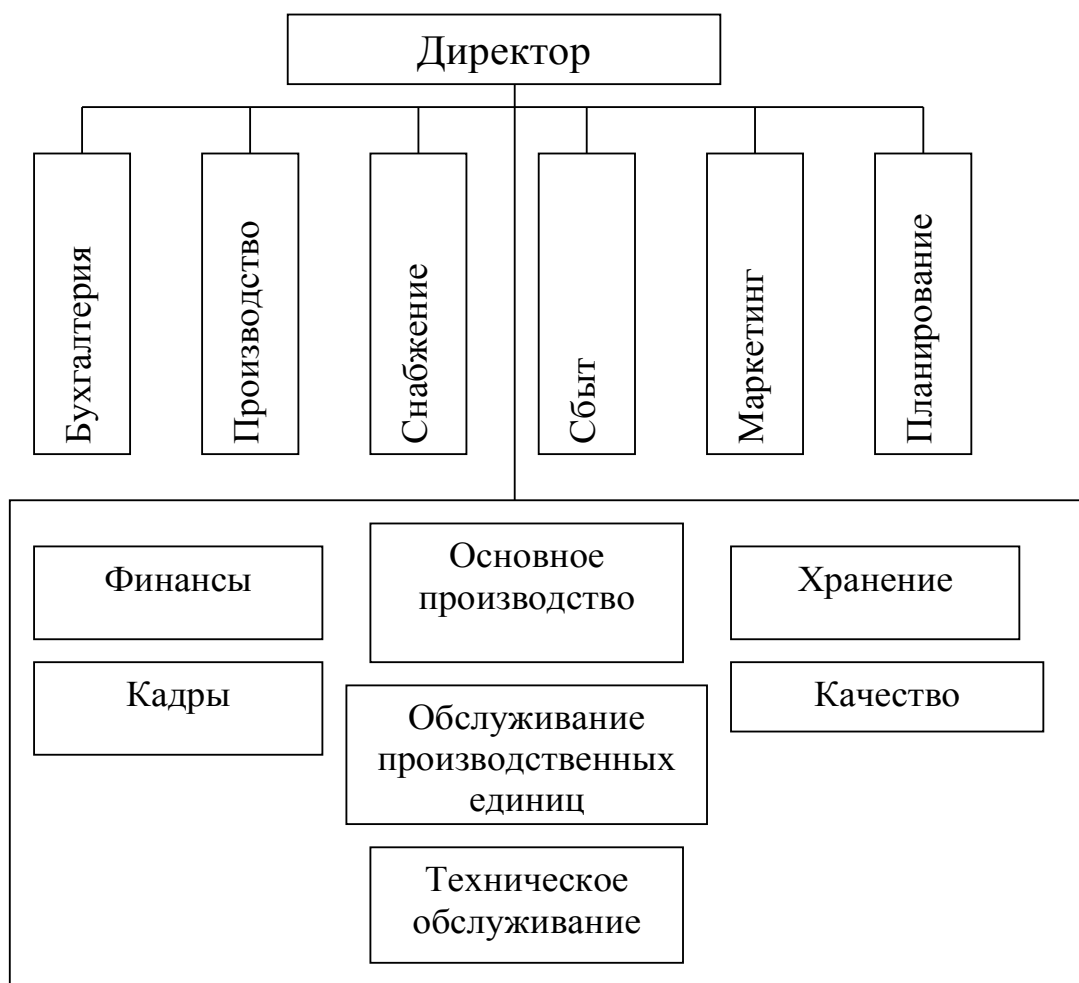 Директор
Бухгалтерия
Производство
Снабжение
Сбыт
Маркетинг
Планирование
Финансы
Основное
производство
Хранение
Кадры
Обслуживание
производственных
единиц
Качество
Техническое
обслуживание